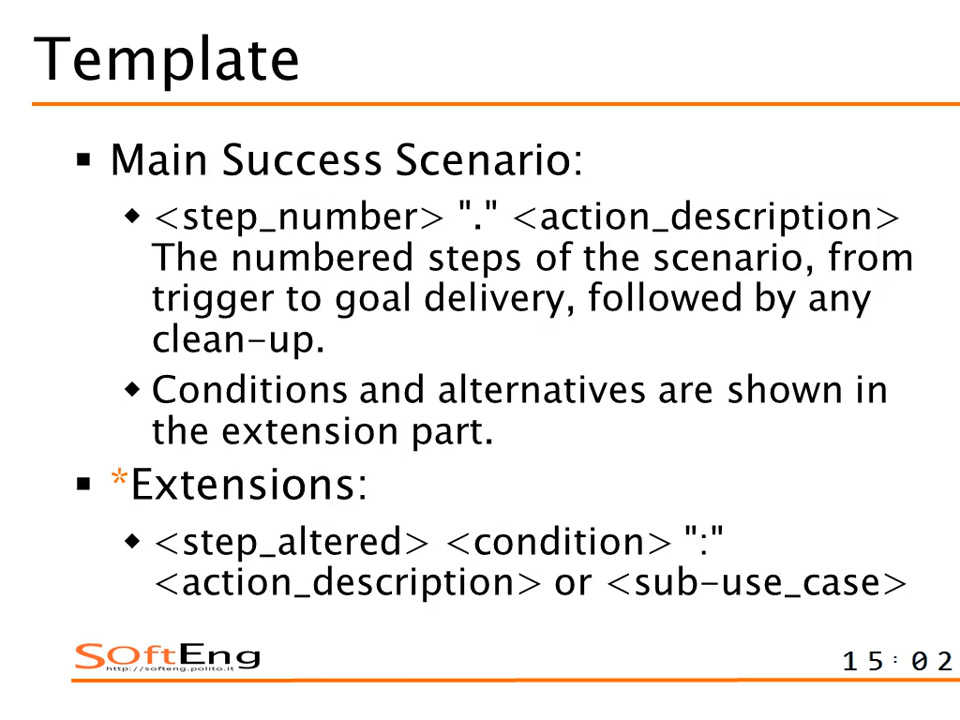 Template
▪ Main Success Scenario:
◆ <step_number> "." <action_description>
The numbered steps of the scenario, from
trigger to goal delivery, followed by any
clean-up.
◆ Conditions and alternatives are shown in
the extension part.
▪ *Extensions:
◆ <step_altered> <condition> ":"
<action_description> or <sub-use_case>
SoftEng
http://softeng.polito.it
15:02